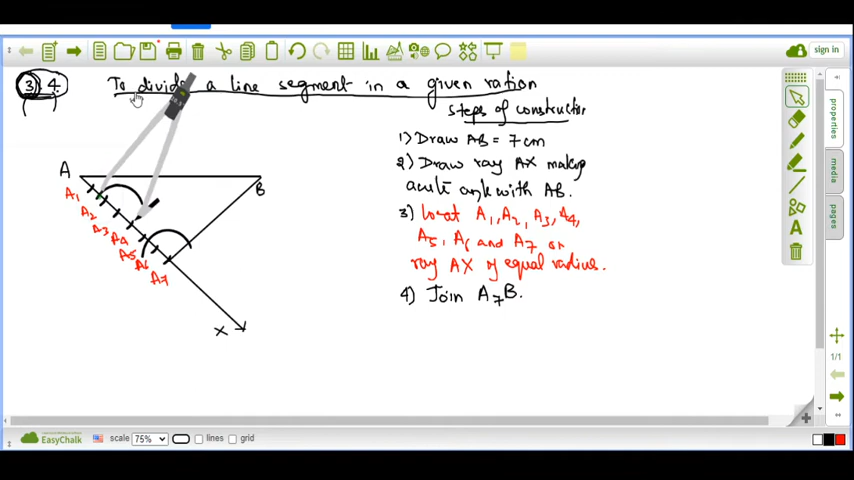 sign in
3 4 To divide a line segment in a given ration
Steps of construction
1) Draw AB = 7cm
2) Draw ray AX making
acute angle with AB.
3) Locat A1, A2, A3, A4,
A5, A6 and A7 on
ray AX of equal radius.
4) Join A7B.
A
B
A1
A2
A3
A4
A5
A6
A7
X
properties
media
pages
1/1
EasyChalk
scale 75% lines grid